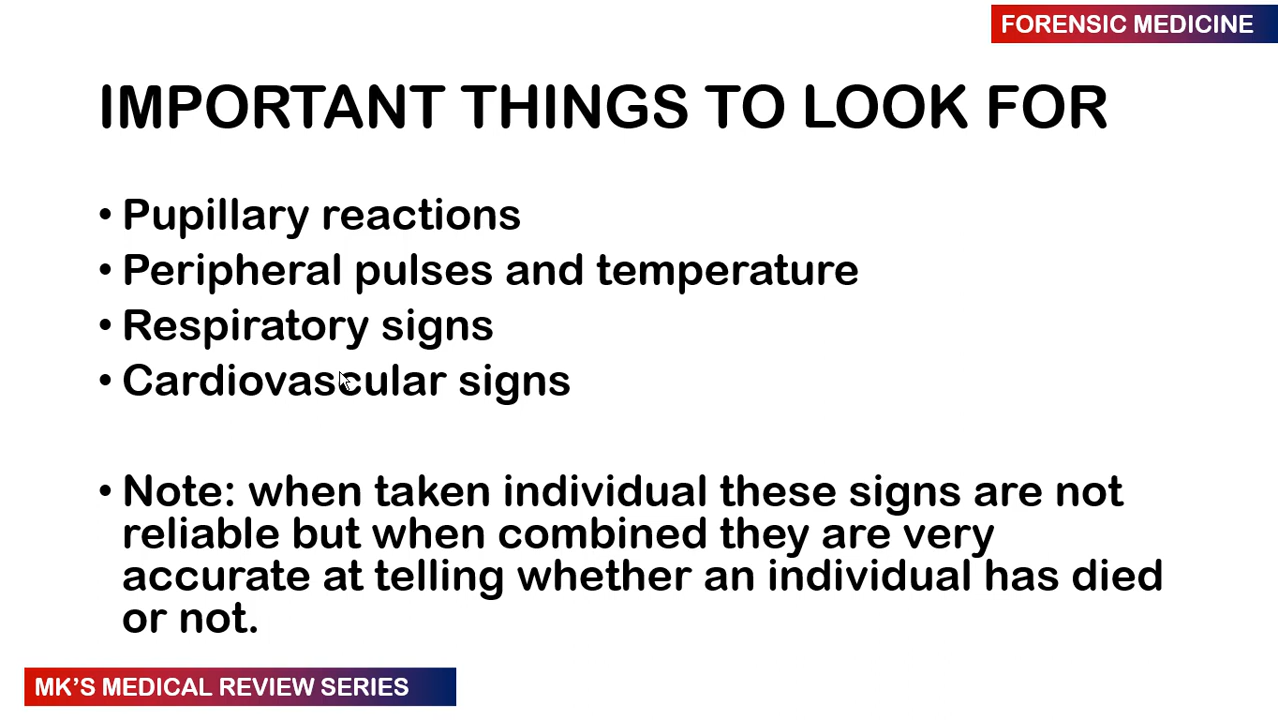 FORENSIC MEDICINE
IMPORTANT THINGS TO LOOK FOR
• Pupillary reactions
• Peripheral pulses and temperature
• Respiratory signs
• Cardiovascular signs
• Note: when taken individual these signs are not
reliable but when combined they are very
accurate at telling whether an individual has died
or not.
MK'S MEDICAL REVIEW SERIES